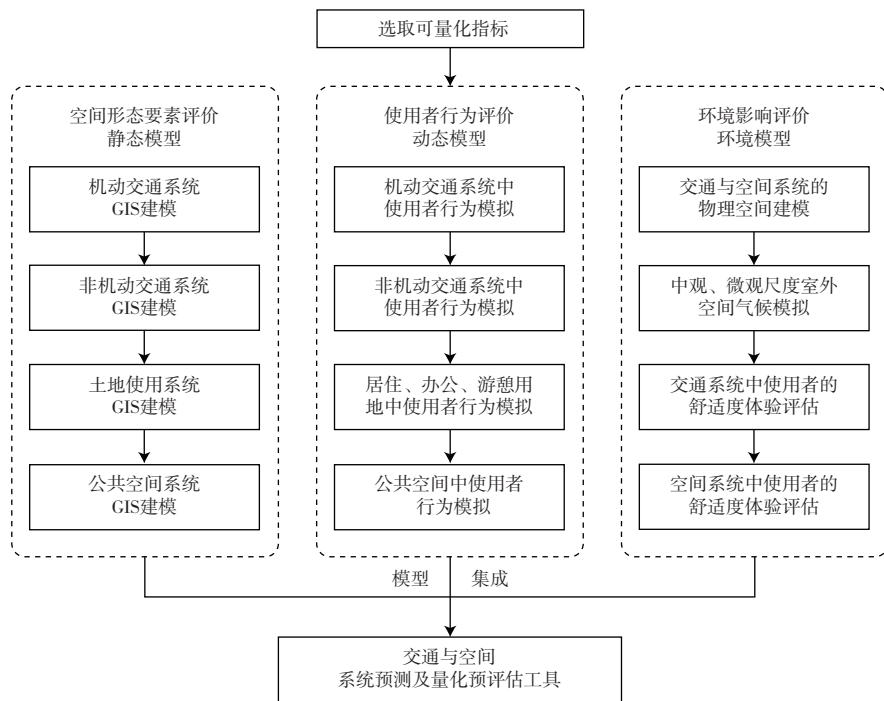 选取可量化指标
空间形态要素评价
静态模型
机动交通系统
GIS建模
非机动交通系统
GIS建模
土地使用系统
GIS建模
公共空间系统
GIS建模
使用者行为评价
动态模型
机动交通系统中
使用者行为模拟
非机动交通系统中
使用者行为模拟
居住、办公、游憩用
地中使用者行为模拟
公共空间中使用者
行为模拟
环境影响评价
环境模型
交通与空间系统的
物理空间建模
中观、微观尺度室外
空间气候模拟
交通系统中使用者的
舒适度体验评估
空间系统中使用者的
舒适度体验评估
模型 集成
交通与空间
系统预测及量化预评估工具